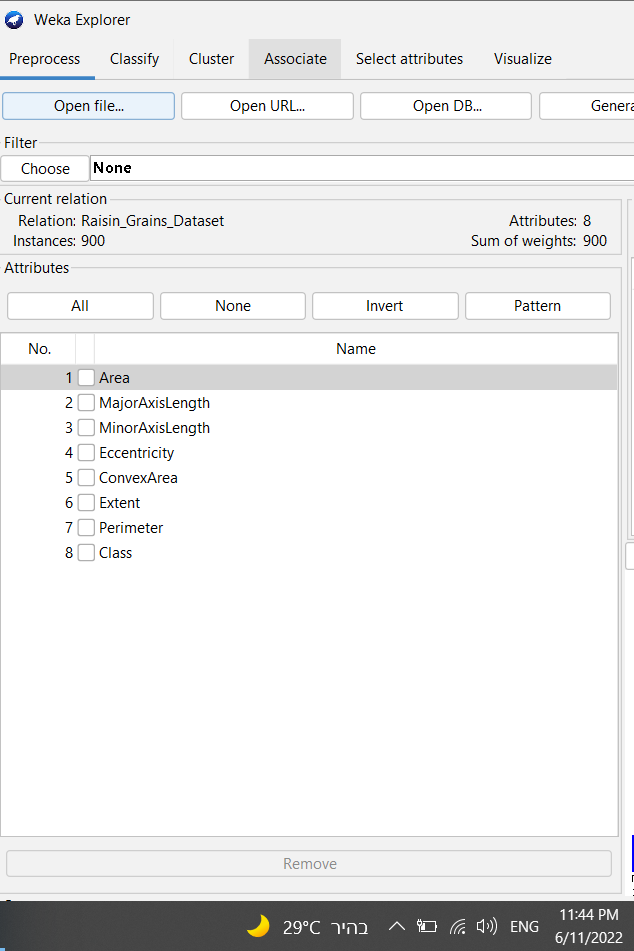 Weka Explorer
Preprocess Classify Cluster Associate Select attributes Visualize
Open file... Open URL... Open DB... Genera
Filter
Choose None
Current relation
Relation: Raisin_Grains_Dataset Attributes: 8
Instances: 900 Sum of weights: 900
Attributes
All None Invert Pattern
No. Name
1 Area
2 MajorAxisLength
3 MinorAxisLength
4 Eccentricity
5 ConvexArea
6 Extent
7 Perimeter
8 Class
Remove
29°C בהיר ENG 11:44 PM
6/11/2022